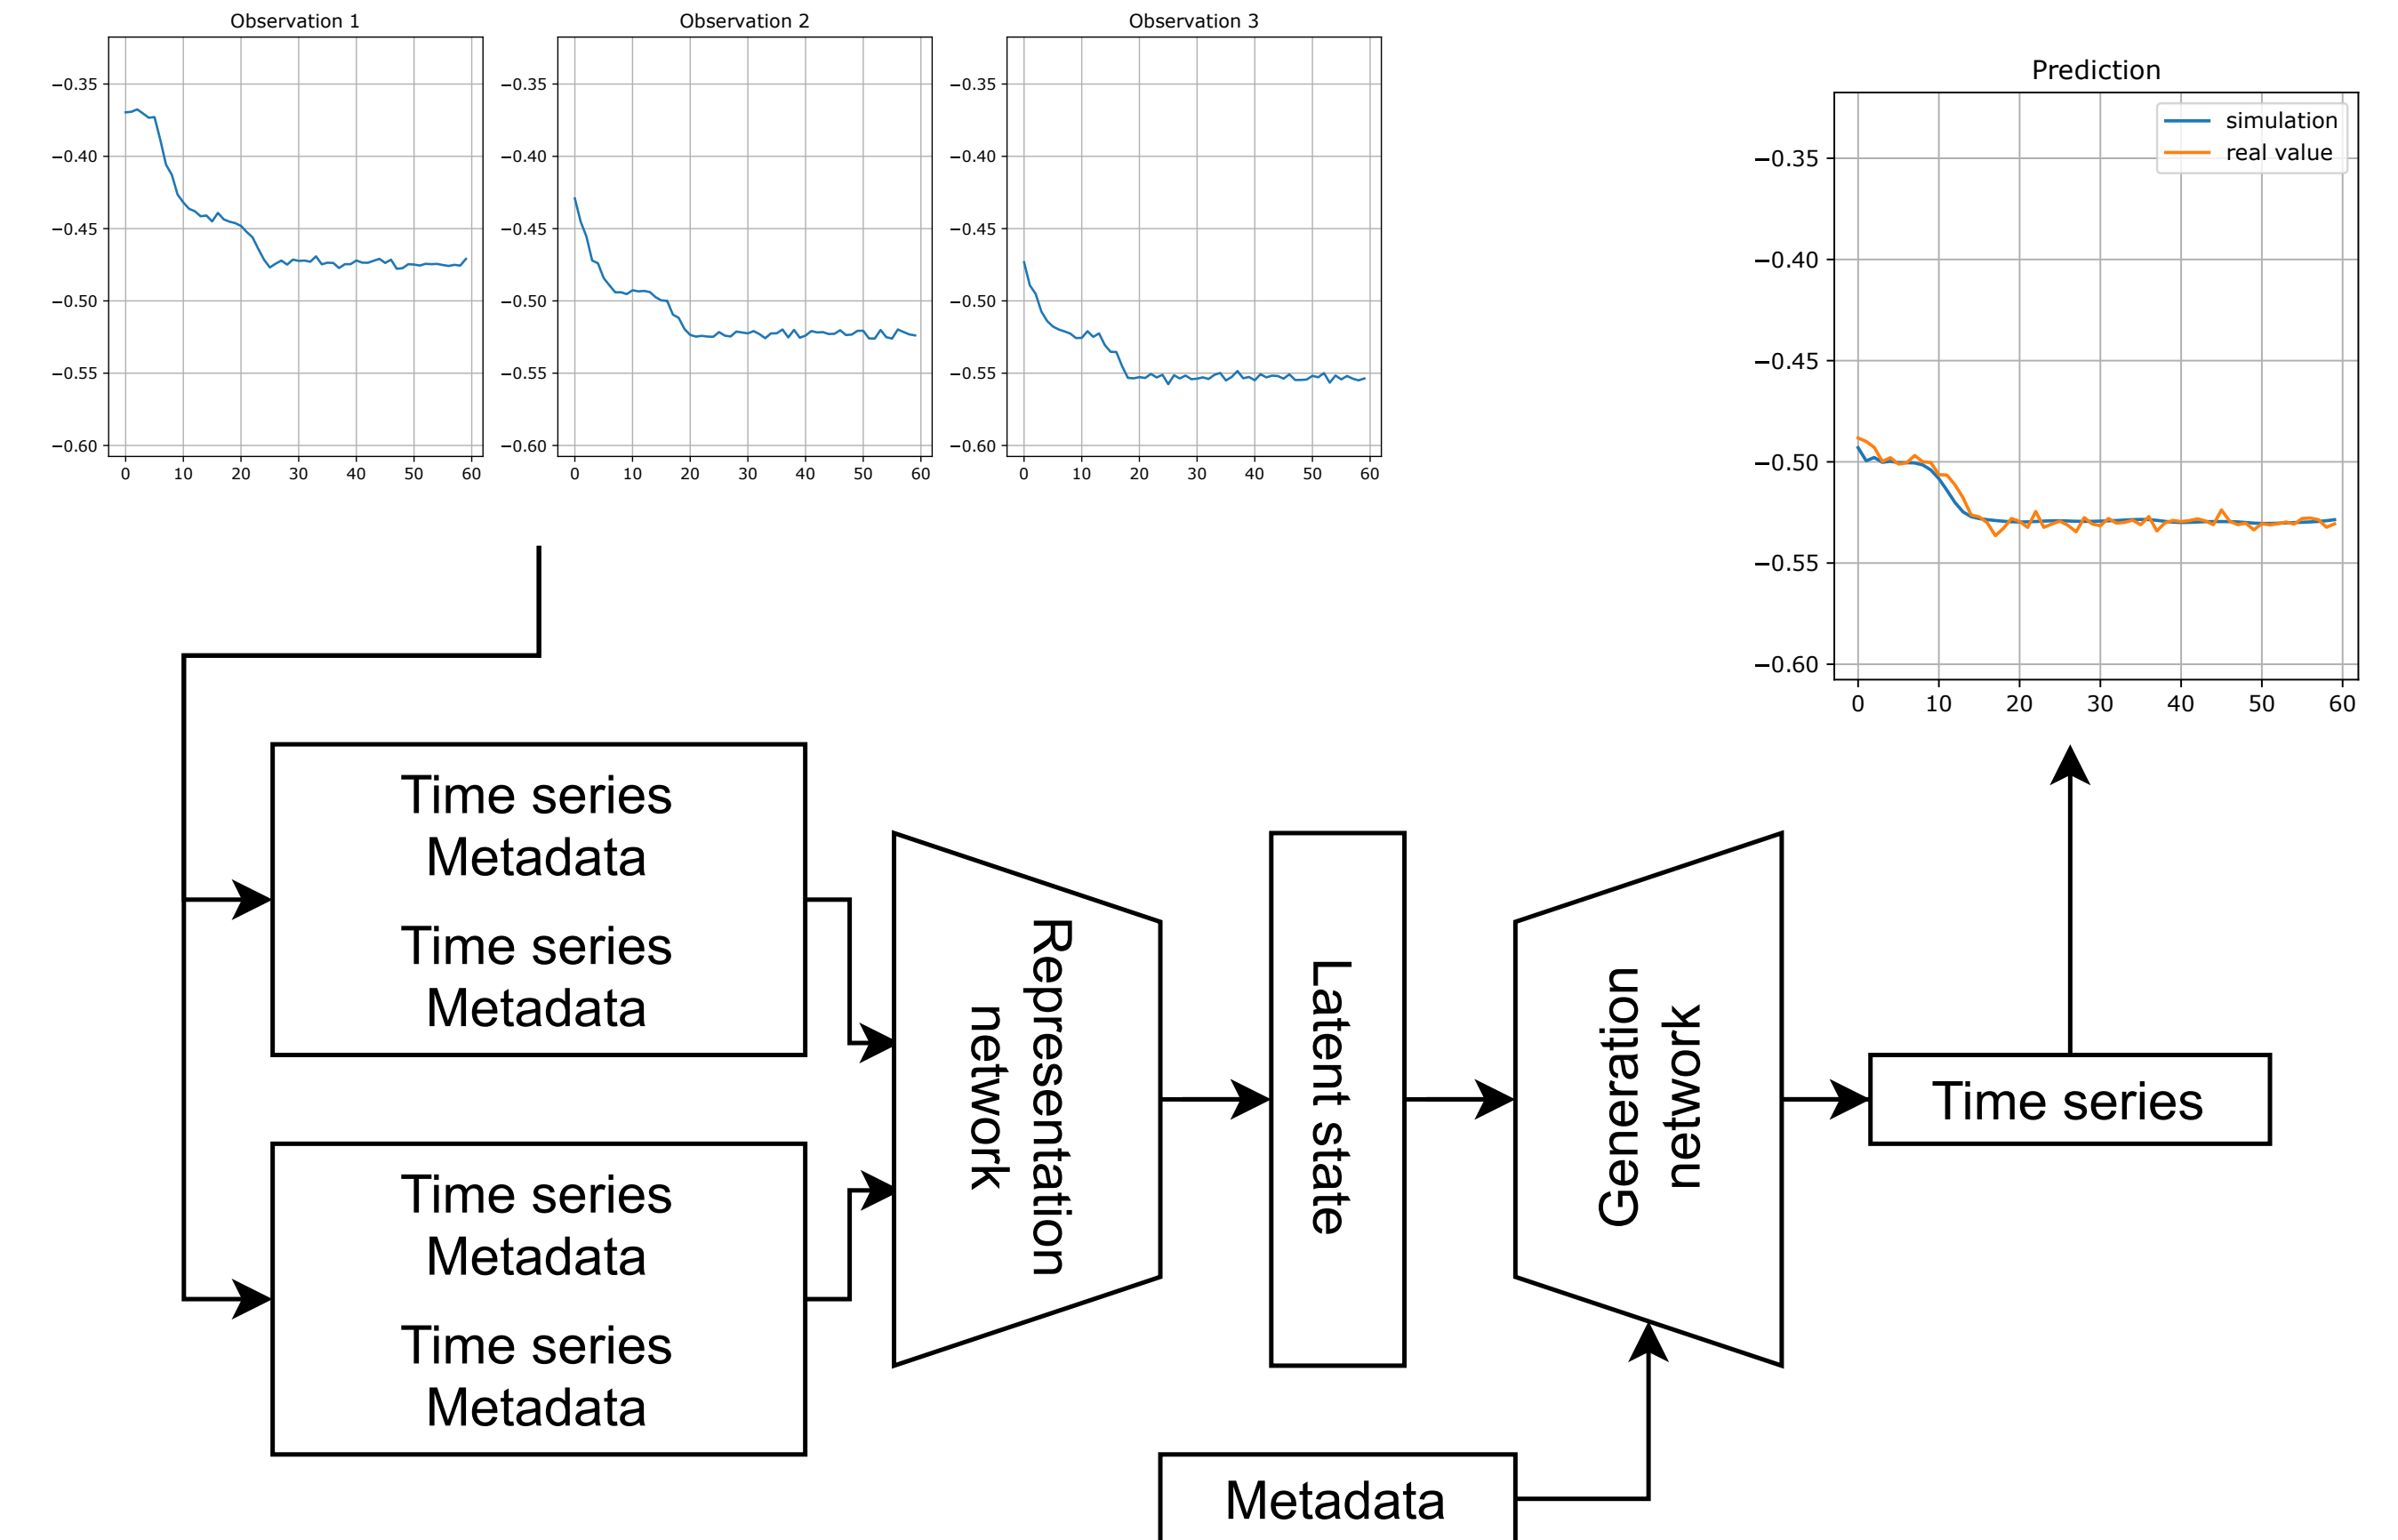 Observation 1
Observation 2
Observation 3
−0.35
−0.40
−0.45
−0.50
−0.55
−0.60
0 10 20 30 40 50 60
−0.35
−0.40
−0.45
−0.50
−0.55
−0.60
0 10 20 30 40 50 60
−0.35
−0.40
−0.45
−0.50
−0.55
−0.60
0 10 20 30 40 50 60
Prediction
simulation
real value
−0.35
−0.40
−0.45
−0.50
−0.55
−0.60
0 10 20 30 40 50 60
Time series
Metadata
Time series
Metadata
Time series
Metadata
Time series
Metadata
Representation
network
Latent state
Generation
network
Time series
Metadata